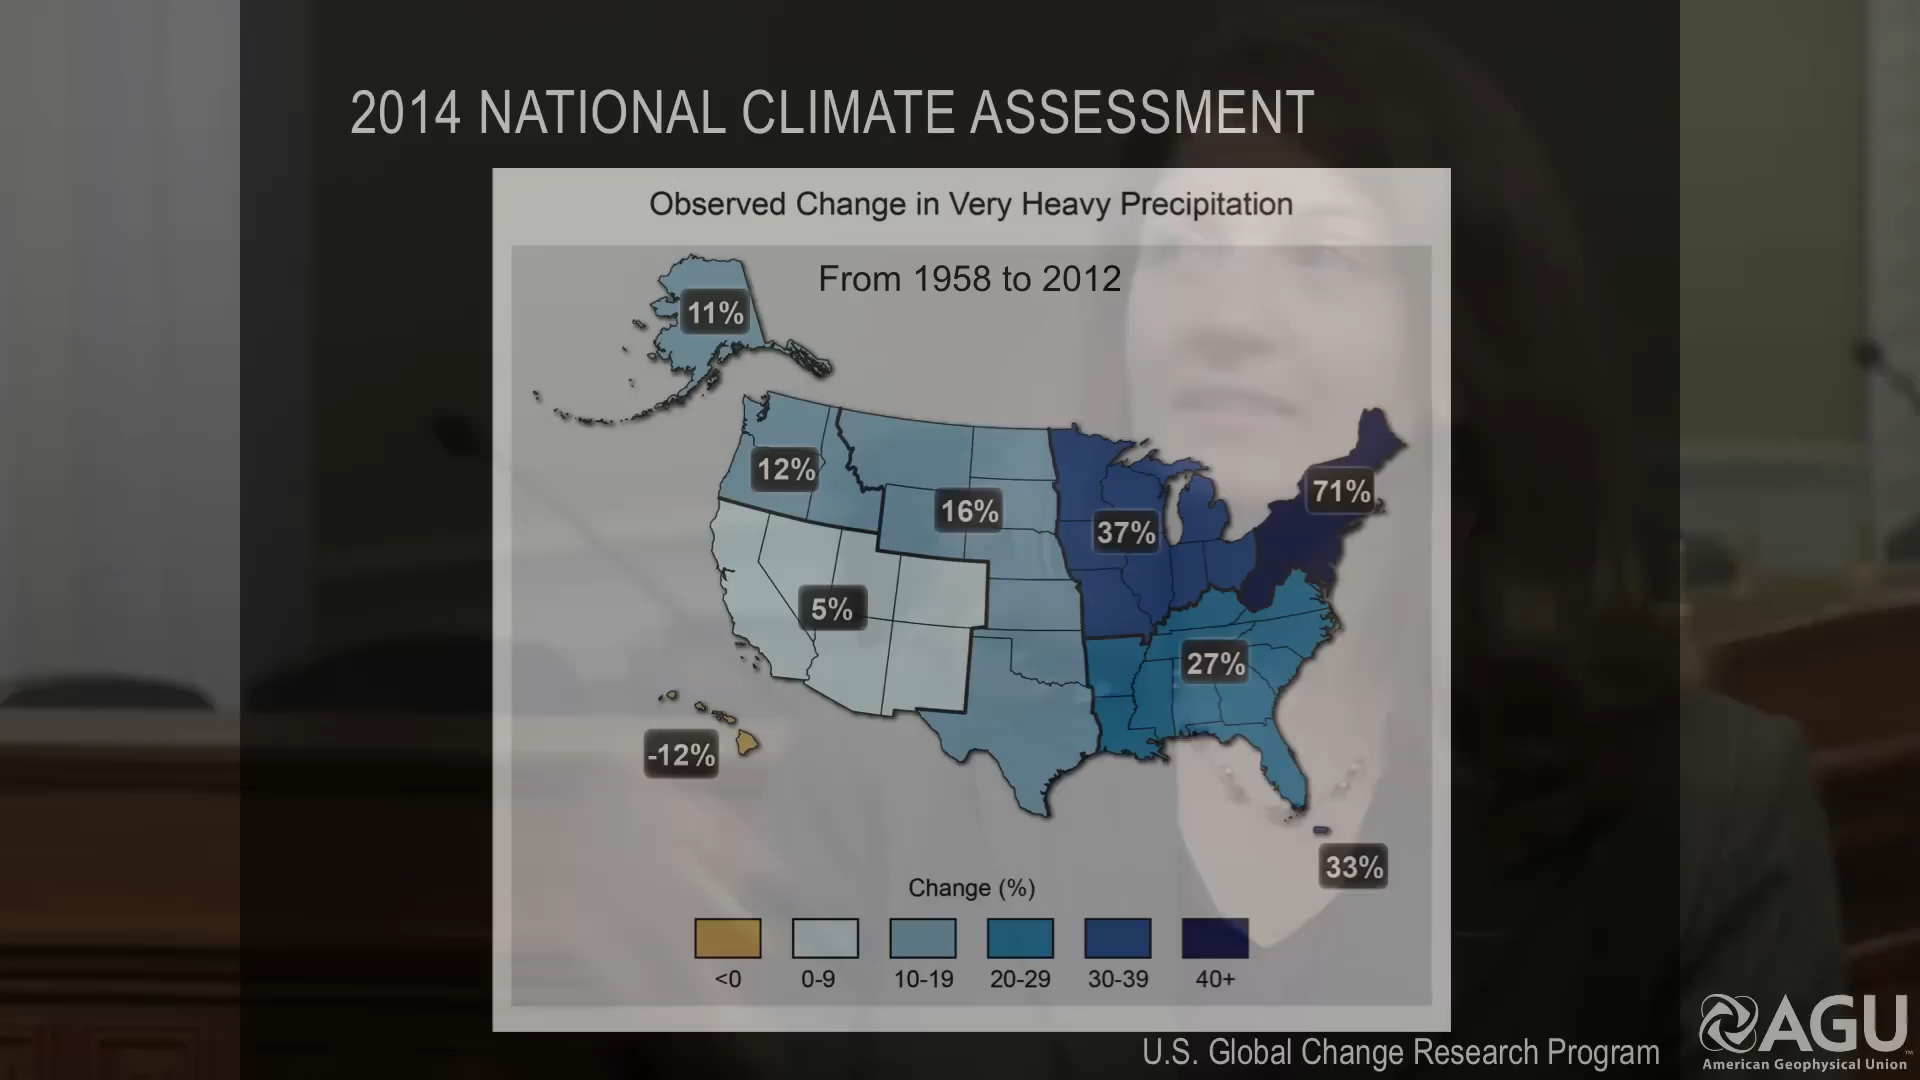 2014 NATIONAL CLIMATE ASSESSMENT
Observed Change in Very Heavy Precipitation
From 1958 to 2012
11%
12%
16%
37%
71%
5%
27%
-12%
33%
Change (%)
<0 0-9 10-19 20-29 30-39 40+
U.S. Global Change Research Program
AGU
American Geophysical Union